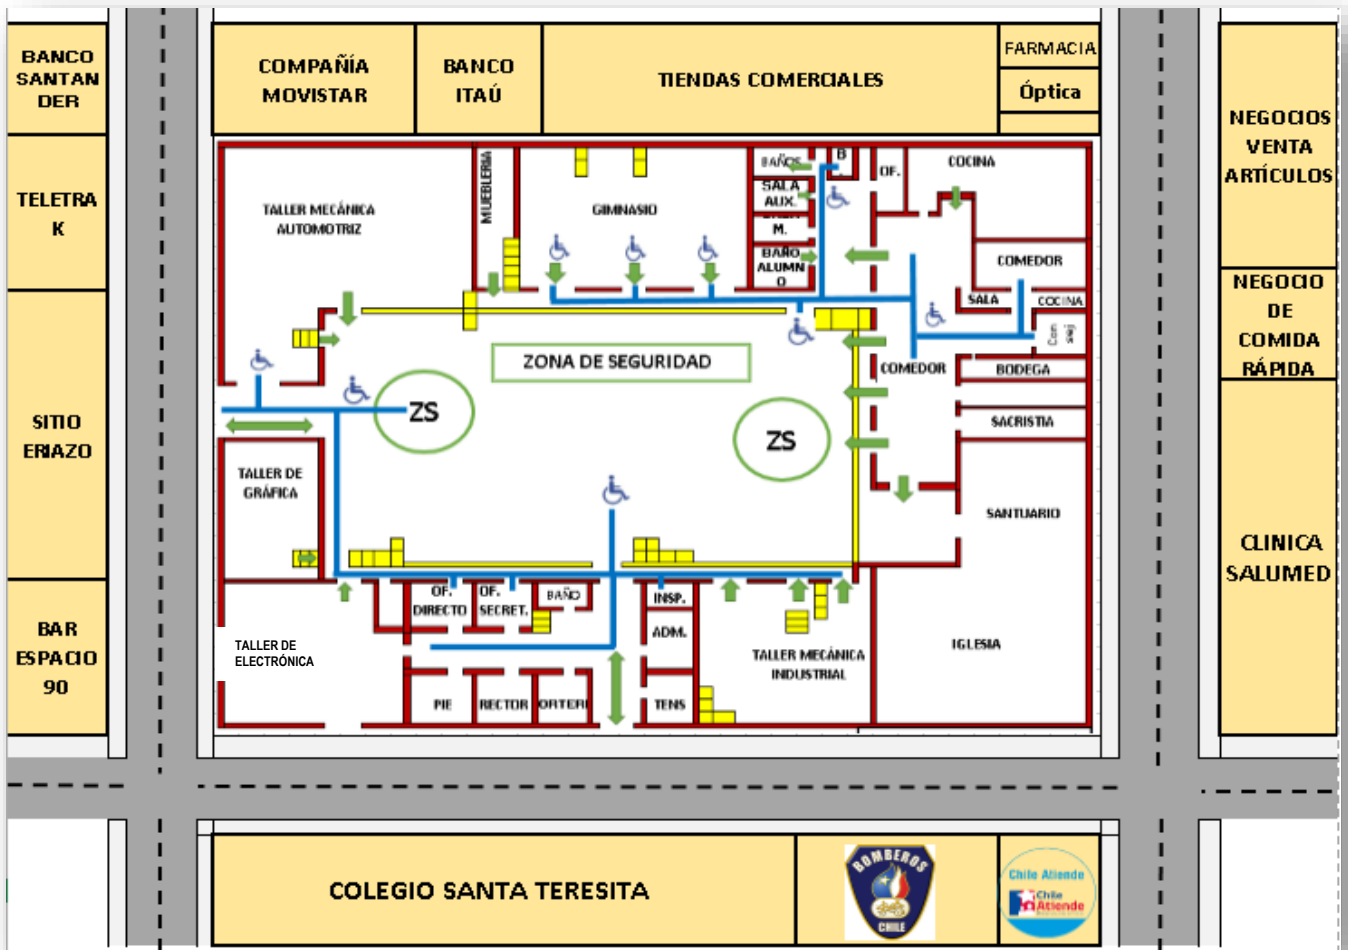 BANCO
SANTAN
DER
COMPAÑÍA
MOVISTAR
BANCO
ITAÚ
TIENDAS COMERCIALES
FARMACIA
Óptica
NEGOCIOS
VENTA
ARTÍCULOS
TELETRA
K
TALLER MECÁNICA
AUTOMOTRIZ
MUEBLERIA
GIMNASIO
BAÑOS
SALA
AUX.
M.
BAÑO
ALUMN
O
B
OF.
COCINA
COMEDOR
SALA
COCINA
Con
sej
NEGOCIO
DE
COMIDA
RÁPIDA
ZONA DE SEGURIDAD
COMEDOR
BODEGA
SACRISTIA
ZS
ZS
SITIO
ERIAZO
TALLER DE
GRÁFICA
SANTUARIO
CLINICA
SALUMED
BAR
ESPACIO
90
TALLER DE
ELECTRÓNICA
OF.
DIRECTO
OF.
SECRET.
BAÑO
INSP.
ADM.
TALLER MECÁNICA
INDUSTRIAL
IGLESIA
PIE
RECTOR
ORTERI
TENS
COLEGIO SANTA TERESITA
BOMBEROS
CHILE
Chile Atiende
Chile
Atiende